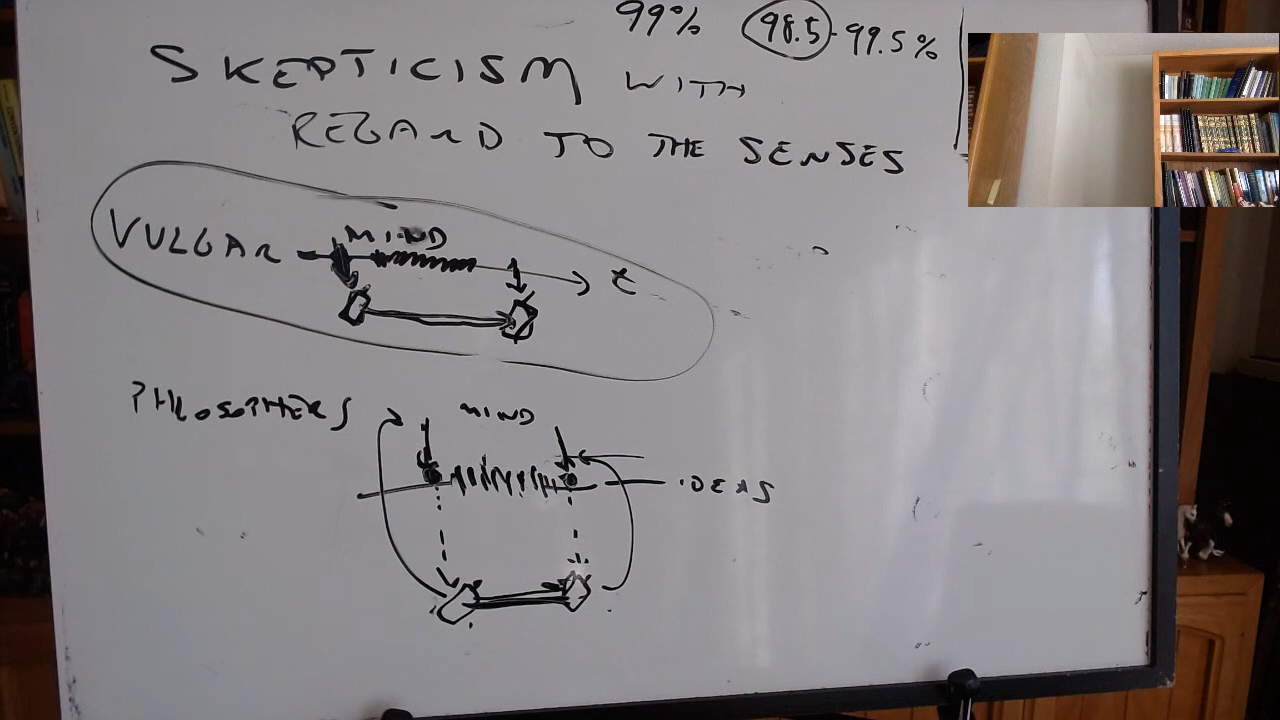 99% 98.5-99.5%
SKEPTICISM WITH
REGARD TO THE SENSES
VULGAR MIND
t
PHILOSOPHERS MIND
IDEAS